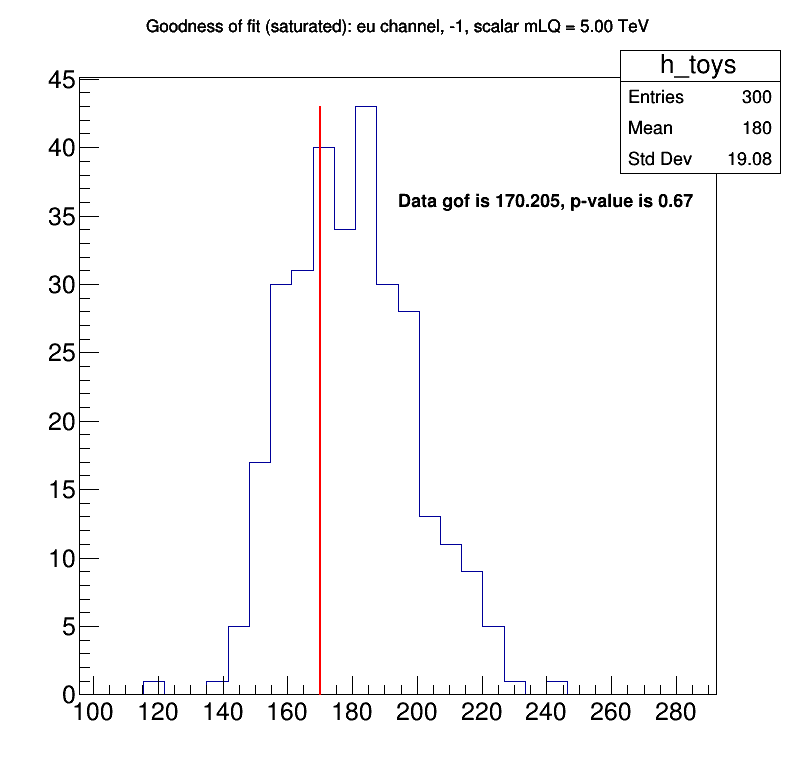 Goodness of fit (saturated): eu channel, -1, scalar mLQ = 5.00 TeV
h_toys
Entries 300
Mean 180
Std Dev 19.08
Data gof is 170.205, p-value is 0.67
45
40
35
30
25
20
15
10
5
0
100 120 140 160 180 200 220 240 260 280